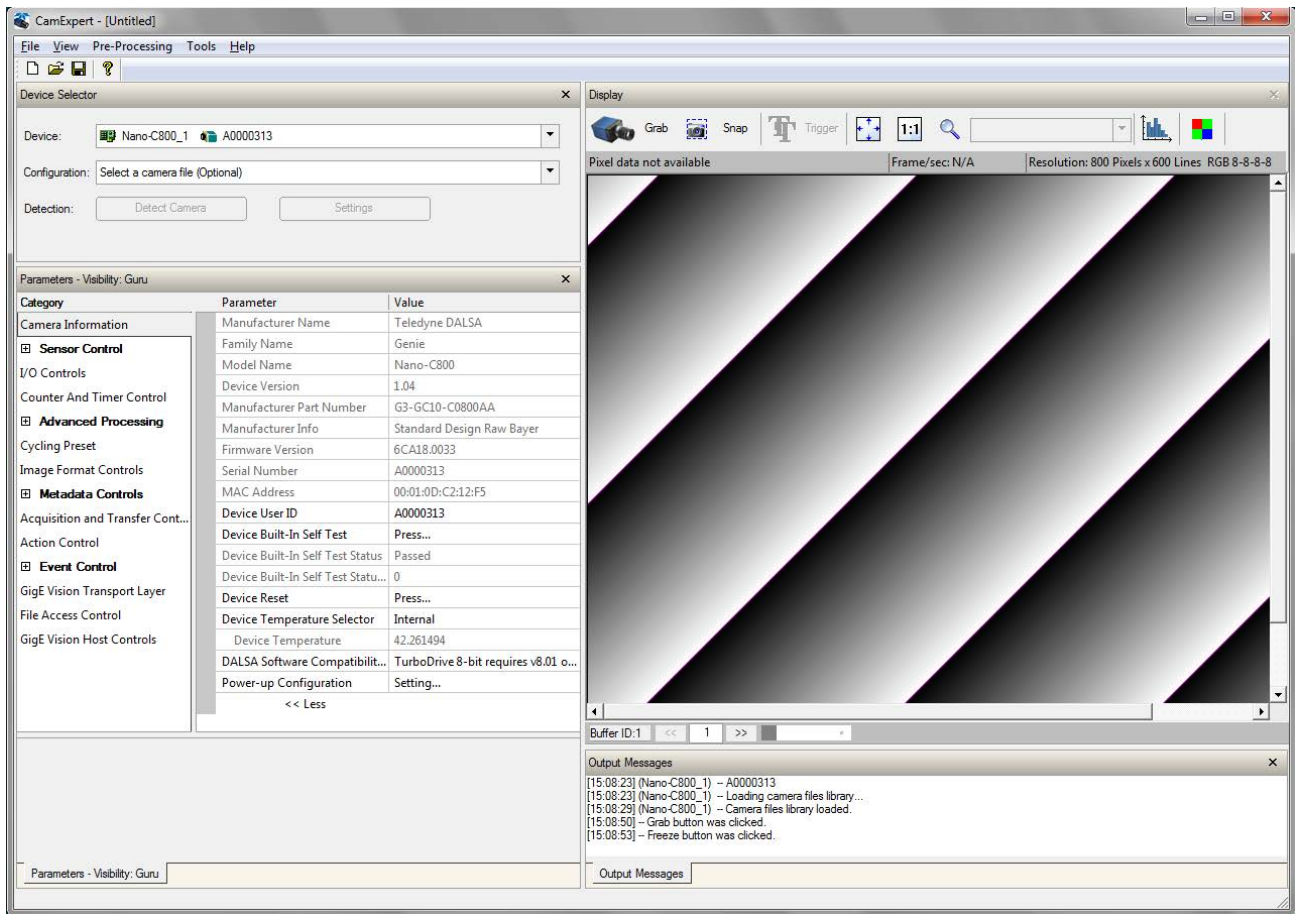 CamExpert - [Untitled]
File View Pre-Processing Tools Help
Device Selector
Device: Nano-C800_1 A0000313
Configuration: Select a camera file (Optional)
Detection: Detect Camera Settings
Parameters - Visibility: Guru
Category Parameter Value
Camera Information
Sensor Control
I/O Controls
Counter And Timer Control
Advanced Processing
Cycling Preset
Image Format Controls
Metadata Controls
Acquisition and Transfer Cont...
Action Control
Event Control
GigE Vision Transport Layer
File Access Control
GigE Vision Host Controls
Manufacturer Name Teledyne DALSA
Family Name Genie
Model Name Nano-C800
Device Version 1.04
Manufacturer Part Number G3-GC10-C0800AA
Manufacturer Info Standard Design Raw Bayer
Firmware Version 6CA18.0033
Serial Number A0000313
MAC Address 00:01:0D:C2:12:F5
Device User ID A0000313
Device Built-In Self Test Press...
Device Built-In Self Test Status Passed
Device Built-In Self Test Statu... 0
Device Reset Press...
Device Temperature Selector Internal
Device Temperature 42.261494
DALSA Software Compatibilit... TurboDrive 8-bit requires v8.01 o...
Power-up Configuration Setting...
<< Less
Parameters - Visibility: Guru
Display
Grab Snap Trigger 1:1
Pixel data not available Frame/sec: N/A Resolution: 800 Pixels x 600 Lines RGB 8-8-8-8
Buffer ID:1 << 1 >>
Output Messages
[15:08:23] (Nano-C800_1) -- A0000313
[15:08:23] (Nano-C800_1) -- Loading camera files library...
[15:08:29] (Nano-C800_1) -- Camera files library loaded.
[15:08:50] -- Grab button was clicked.
[15:08:53] -- Freeze button was clicked.
Output Messages